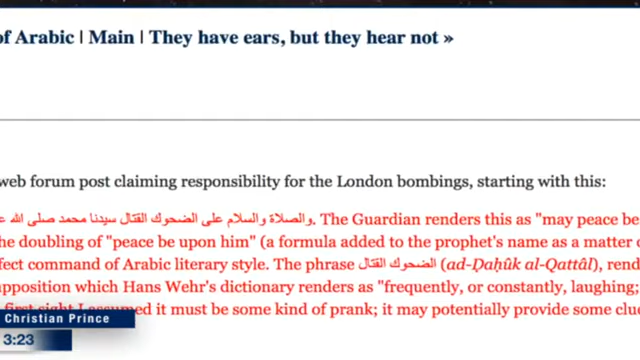 of Arabic | Main | They have ears, but they hear not »
web forum post claiming responsibility for the London bombings, starting with this:
والصلاة والسلام على الضحوك القتال سيدنا محمد صلى الله. The Guardian renders this as "may peace be
the doubling of "peace be upon him" (a formula added to the prophet's name as a matter
fect command of Arabic literary style. The phrase الضحوك القتال (ad-Ḍaḥûk al-Qattâl), rend
apposition which Hans Wehr's dictionary renders as "frequently, or constantly, laughing;
first sight I assumed it must be some kind of prank; it may potentially provide some clu
Christian Prince
3:23